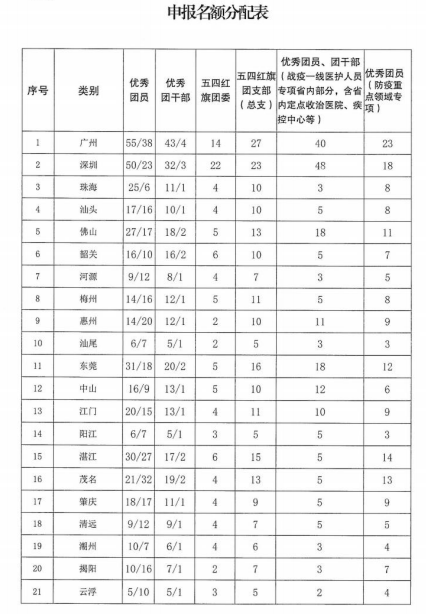 申报名额分配表
序号 类别 优秀团员 优秀团干部 五四红旗团委 五四红旗团支部（总支） 优秀团员、团干部（战疫一线医护人员专项省内部分，含省内定点收治医院、疾控中心等） 优秀团员（防疫重点领域专项）
1 广州 55/38 43/4 14 27 40 23
2 深圳 50/23 32/3 22 23 48 18
3 珠海 25/6 11/1 4 10 3 8
4 汕头 17/16 10/1 4 10 5 8
5 佛山 27/17 18/2 5 13 18 11
6 韶关 16/10 16/2 6 10 5 7
7 河源 9/12 8/1 4 7 3 5
8 梅州 14/16 12/1 5 11 5 8
9 惠州 14/20 12/1 2 10 11 9
10 汕尾 6/7 5/1 2 5 3 3
11 东莞 31/18 20/2 5 16 18 12
12 中山 16/9 13/1 5 10 12 6
13 江门 20/15 13/1 4 11 10 9
14 阳江 6/7 5/1 3 5 5 3
15 湛江 30/27 17/2 6 15 5 14
16 茂名 21/32 19/2 4 13 5 13
17 肇庆 18/17 11/1 4 9 5 9
18 清远 9/12 9/1 4 7 5 5
19 潮州 10/7 6/1 4 6 3 4
20 揭阳 10/16 7/1 2 7 3 7
21 云浮 5/10 5/1 3 5 2 4